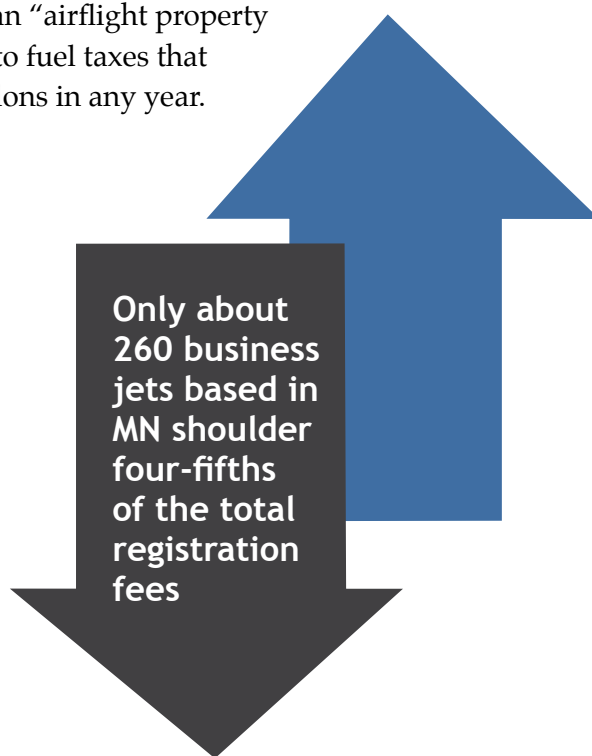 an “airflight property
to fuel taxes that
ions in any year.
Only about
260 business
jets based in
MN shoulder
four-fifths
of the total
registration
fees